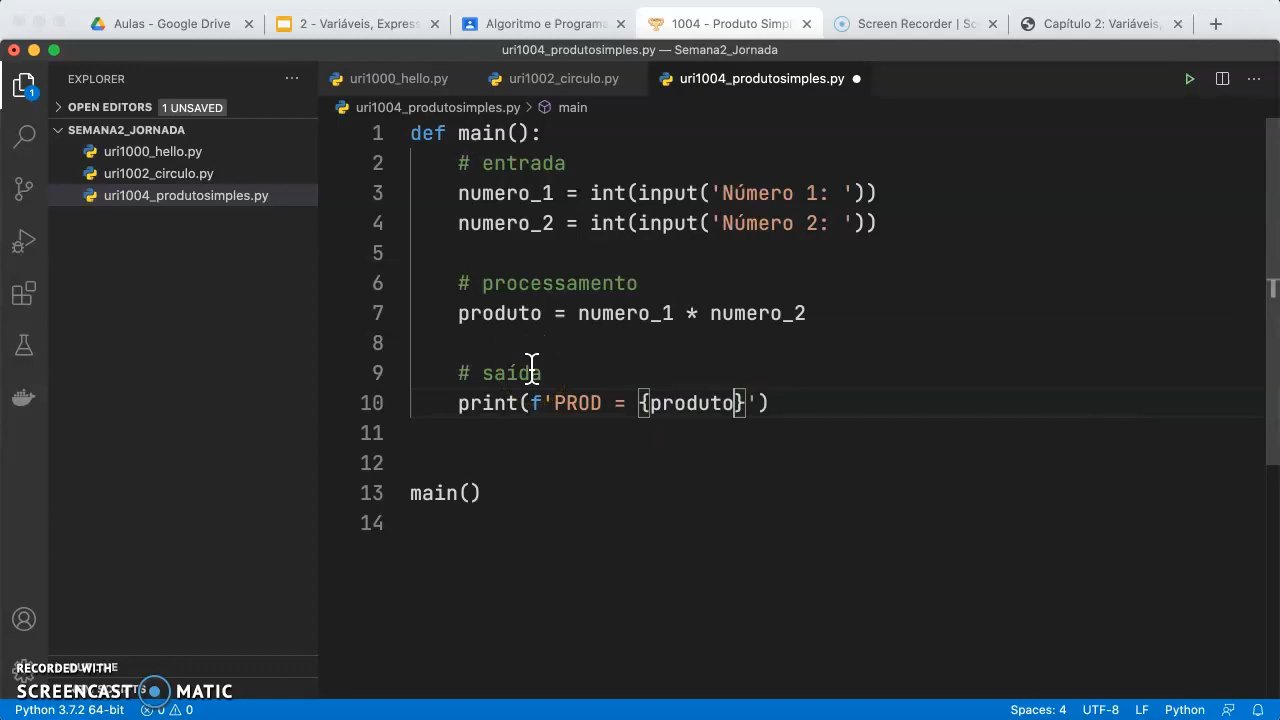 Aulas - Google Drive
2 - Variáveis, Express
Algoritmo e Programa
1004 - Produto Simpl
Screen Recorder | Sc
Capítulo 2: Variáveis,
uri1004_produtosimples.py — Semana2_Jornada
EXPLORER
uri1000_hello.py
uri1002_circulo.py
uri1004_produtosimples.py
OPEN EDITORS
1 UNSAVED
uri1004_produtosimples.py > main
SEMANA2_JORNADA
uri1000_hello.py
uri1002_circulo.py
uri1004_produtosimples.py
1 def main():
2 # entrada
3 numero_1 = int(input('Número 1: '))
4 numero_2 = int(input('Número 2: '))
5
6 # processamento
7 produto = numero_1 * numero_2
8
9 # saída
10 print(f'PROD = {produto}')
11
12
13 main()
14
1
RECORDED WITH
SCREENCAST MATIC
Python 3.7.2 64-bit
0
0
Spaces: 4
UTF-8
LF
Python